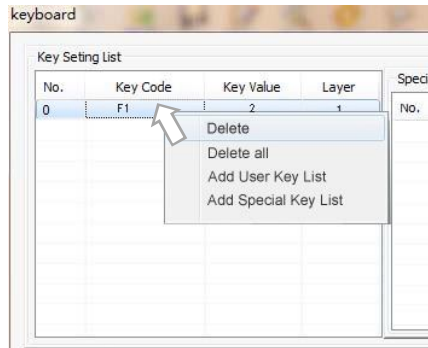 keyboard
Key Seting List
No. Key Code Key Value Layer
0 F1 2 1
Delete
Delete all
Add User Key List
Add Special Key List
Speci
No.